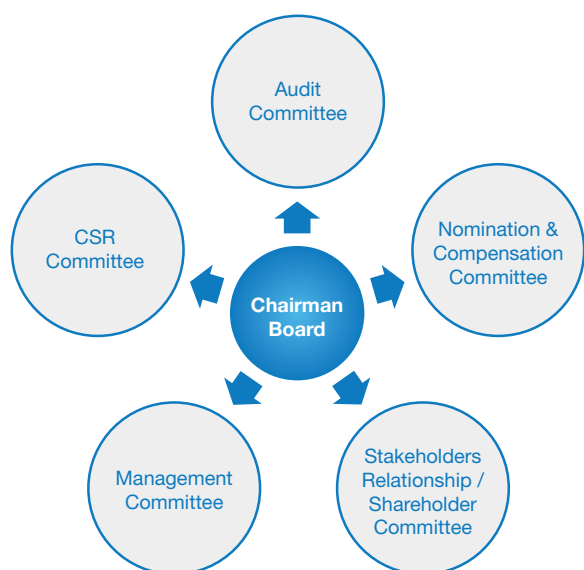 Audit
Committee
CSR
Committee
Nomination &
Compensation
Committee
Chairman
Board
Management
Committee
Stakeholders
Relationship /
Shareholder
Committee